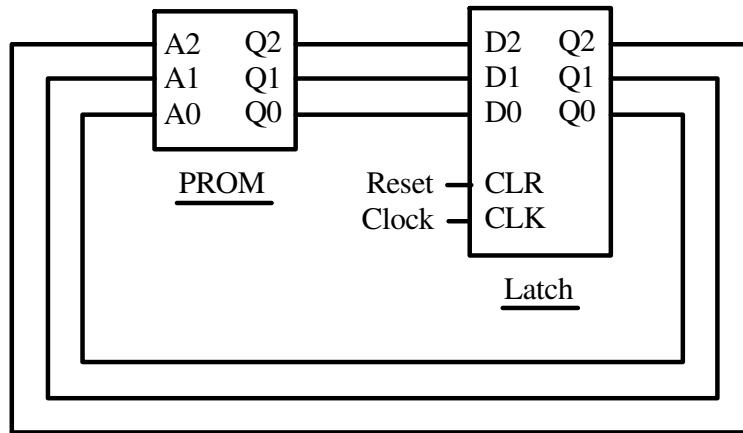 A2 Q2
A1 Q1
A0 Q0
PROM
D2 Q2
D1 Q1
D0 Q0
Reset CLR
Clock CLK
Latch